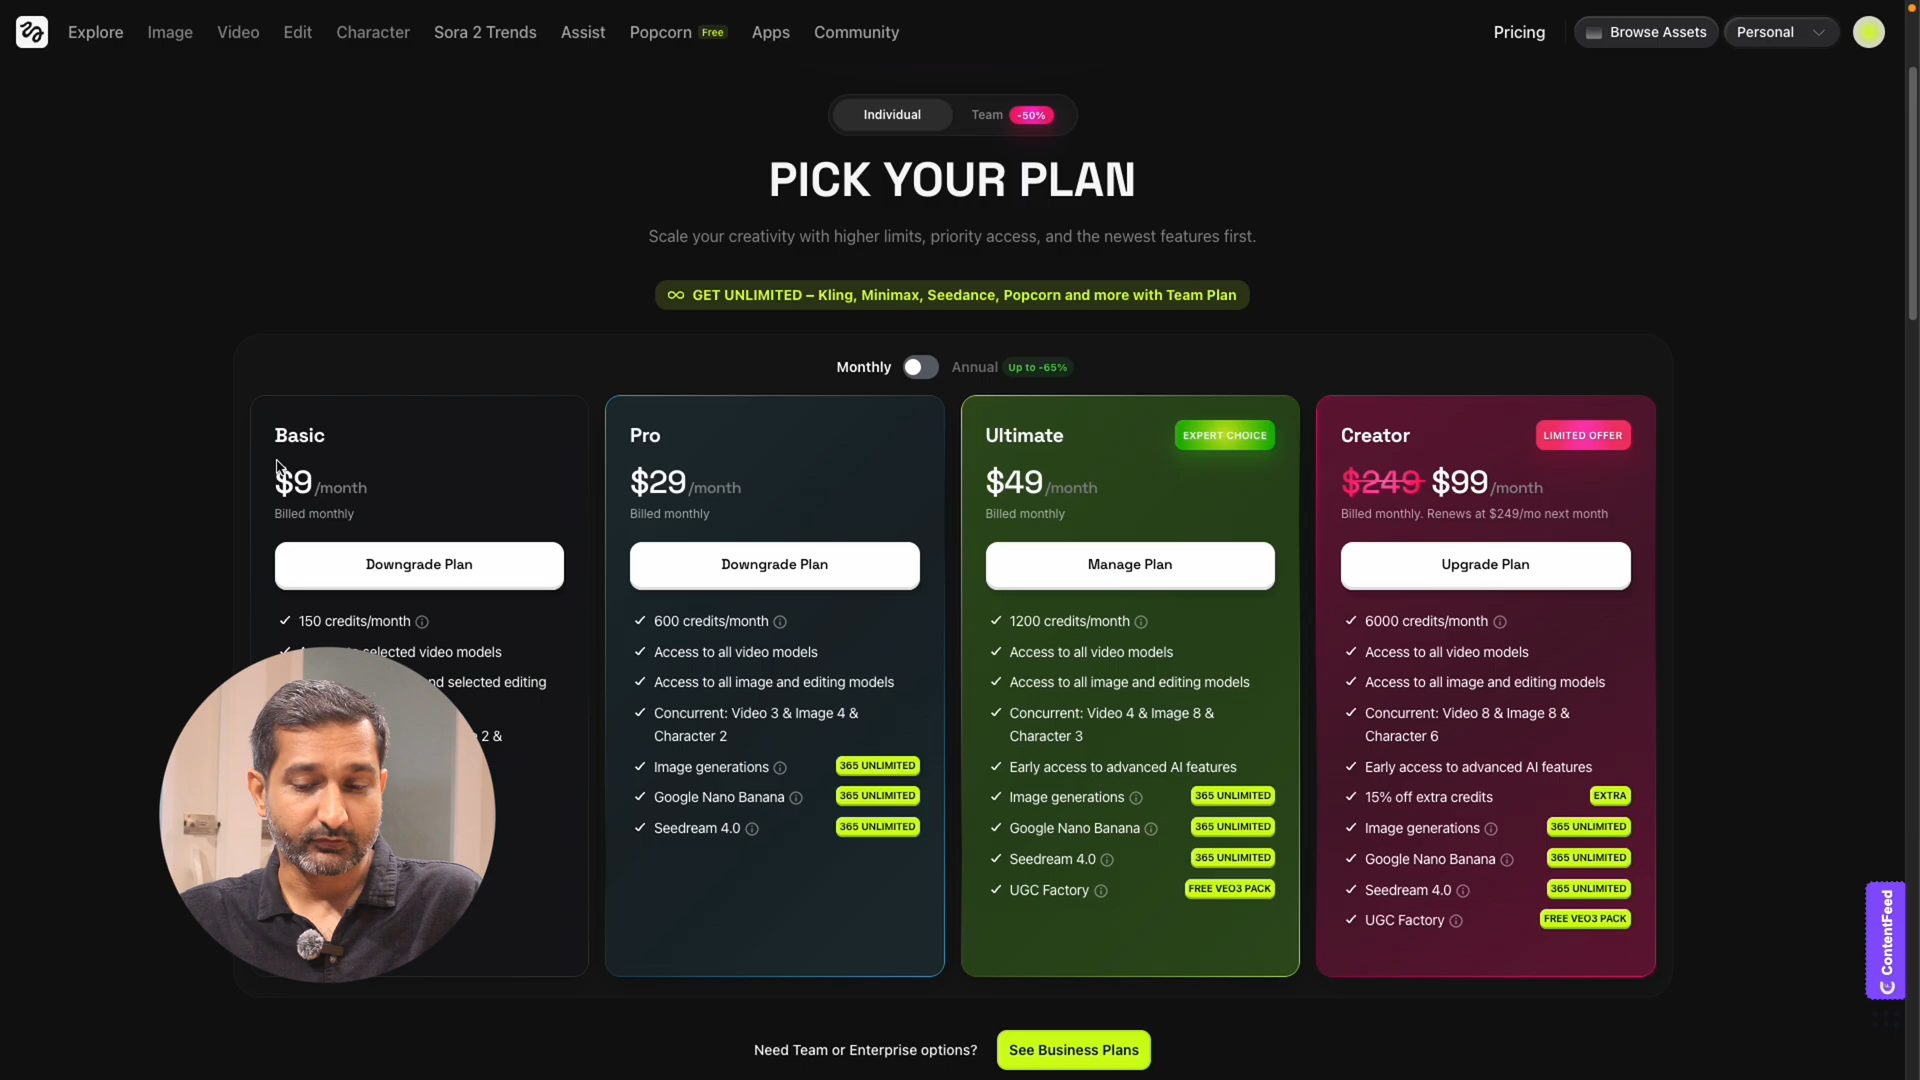 Explore
Image
Video
Edit
Character
Sora 2 Trends
Assist
Popcorn Free
Apps
Community
Pricing
Browse Assets
Personal
Individual
Team -50%
PICK YOUR PLAN
Scale your creativity with higher limits, priority access, and the newest features first.
GET UNLIMITED – Kling, Minimax, Seedance, Popcorn and more with Team Plan
Monthly
Annual Up to -65%
Basic
$9/month
Billed monthly
Downgrade Plan
150 credits/month
selected video models
nd selected editing
2 &
Pro
$29/month
Billed monthly
Downgrade Plan
600 credits/month
Access to all video models
Access to all image and editing models
Concurrent: Video 3 & Image 4 &
Character 2
Image generations 365 UNLIMITED
Google Nano Banana 365 UNLIMITED
Seedream 4.0 365 UNLIMITED
Ultimate EXPERT CHOICE
$49/month
Billed monthly
Manage Plan
1200 credits/month
Access to all video models
Access to all image and editing models
Concurrent: Video 4 & Image 8 &
Character 3
Early access to advanced AI features
Image generations 365 UNLIMITED
Google Nano Banana 365 UNLIMITED
Seedream 4.0 365 UNLIMITED
UGC Factory FREE VEO3 PACK
Creator LIMITED OFFER
$249 $99/month
Billed monthly. Renews at $249/mo next month
Upgrade Plan
6000 credits/month
Access to all video models
Access to all image and editing models
Concurrent: Video 8 & Image 8 &
Character 6
Early access to advanced AI features
15% off extra credits EXTRA
Image generations 365 UNLIMITED
Google Nano Banana 365 UNLIMITED
Seedream 4.0 365 UNLIMITED
UGC Factory FREE VEO3 PACK
ContentFeed
Need Team or Enterprise options?
See Business Plans